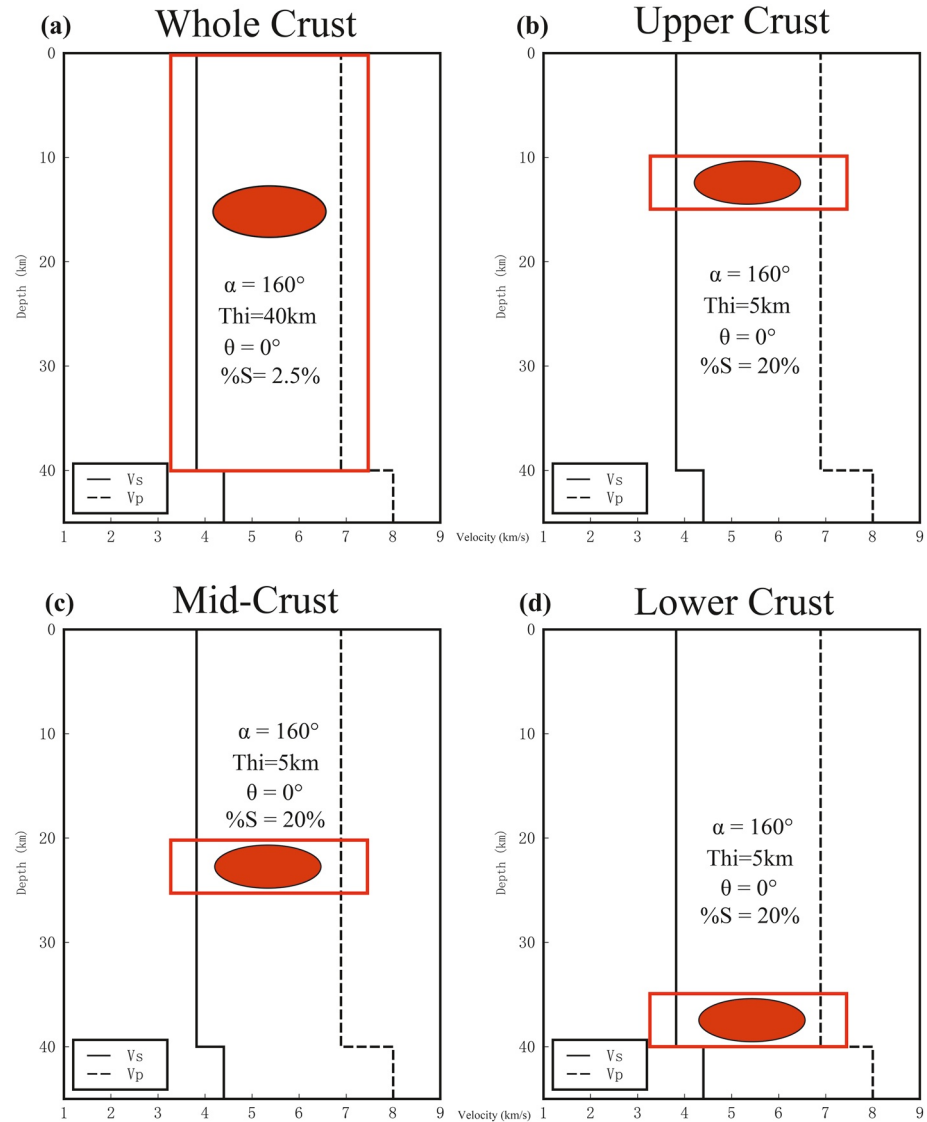 (a) Whole Crust
0
10
20
30
40
Depth (km)
α = 160°
Thi=40km
θ = 0°
%S= 2.5%
Vs
Vp
1 2 3 4 5 6 7 8 9
Velocity (km/s)
(b) Upper Crust
0
10
20
30
40
Depth (km)
α = 160°
Thi=5km
θ = 0°
%S = 20%
Vs
Vp
1 2 3 4 5 6 7 8 9
(c) Mid-Crust
0
10
20
30
40
Depth (km)
α = 160°
Thi=5km
θ = 0°
%S = 20%
Vs
Vp
1 2 3 4 5 6 7 8 9
Velocity (km/s)
(d) Lower Crust
0
10
20
30
40
Depth (km)
α = 160°
Thi=5km
θ = 0°
%S = 20%
Vs
Vp
1 2 3 4 5 6 7 8 9